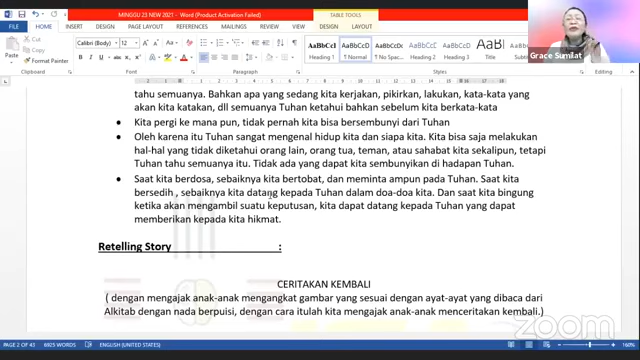 MINGGU 23 NEW 2021 - Word (Product Activation Failed)
TABLE TOOLS
FILE HOME INSERT DESIGN PAGE LAYOUT REFERENCES MAILINGS REVIEW VIEW DESIGN LAYOUT
Calibri (Body) 12
AaBbCcI AaBbCcD AaBbCcD AaBbCcD AaBbCc AaBbCcD AaBl
Heading 1 ¶ Normal ¶ No Spac... Heading 2 Heading 3
Format Painter
Clipboard Font Paragraph
Grace Sumilat
tahu semuanya. Bahkan apa yang sedang kita kerjakan, pikirkan, lakukan, kata-kata yang
akan kita katakan, dll semuanya Tuhan ketahui bahkan sebelum kita berkata-kata
• Kita pergi ke mana pun, tidak pernah kita bisa bersembunyi dari Tuhan
• Oleh karena itu Tuhan sangat mengenal hidup kita dan siapa kita. Kita bisa saja melakukan
hal-hal yang tidak diketahui orang lain, orang tua, teman, atau sahabat kita sekalipun, tetapi
Tuhan tahu semuanya itu. Tidak ada yang dapat kita sembunyikan di hadapan Tuhan.
• Saat kita berdosa, sebaiknya kita bertobat, dan meminta ampun pada Tuhan. Saat kita
bersedih , sebaiknya kita datang kepada Tuhan dalam doa-doa kita. Dan saat kita bingung
ketika akan mengambil suatu keputusan, kita dapat datang kepada Tuhan yang dapat
memberikan kepada kita hikmat.
Retelling Story :
CERITAKAN KEMBALI
( dengan mengajak anak-anak mengangkat gambar yang sesuai dengan ayat-ayat yang dibaca dari
Alkitab dengan nada berpuisi, dengan cara itulah kita mengajak anak-anak menceritakan kembali.)
zoom
PAGE 2 OF 43 6925 WORDS ENGLISH (UNITED STATES) 160%